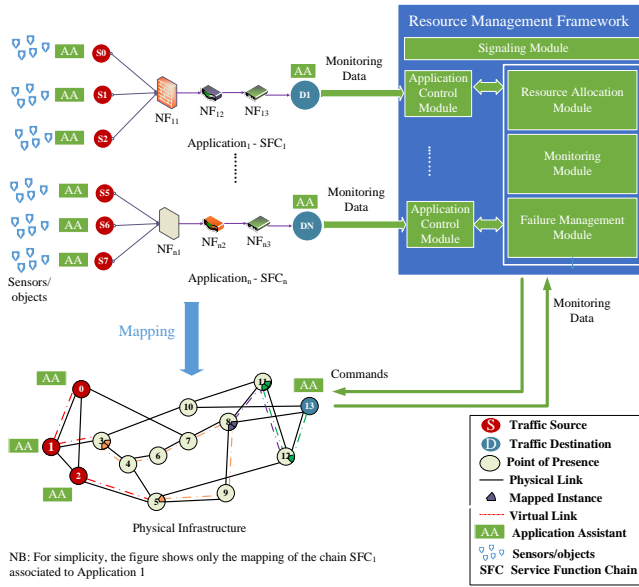 Resource Management Framework
Signaling Module
AA S0
AA S1
AA S2
NF11
NF12
NF13
AA
D1
Monitoring
Data
Application
Control
Module
Resource Allocation
Module
Application1 - SFC1
Monitoring
Module
AA S5
AA S6
AA S7
NFn1
NFn2
NFn3
AA
DN
Monitoring
Data
Application
Control
Module
Failure Management
Module
Applicationn - SFCn
Sensors/
objects
Mapping
Monitoring
Data
Commands
AA
AA
AA
AA
0
1
2
3
4
5
6
7
8
9
10
11
12
13
Physical Infrastructure
S Traffic Source
D Traffic Destination
Point of Presence
Physical Link
Mapped Instance
Virtual Link
AA Application Assistant
Sensors/objects
SFC Service Function Chain
NB: For simplicity, the figure shows only the mapping of the chain SFC1
associated to Application 1